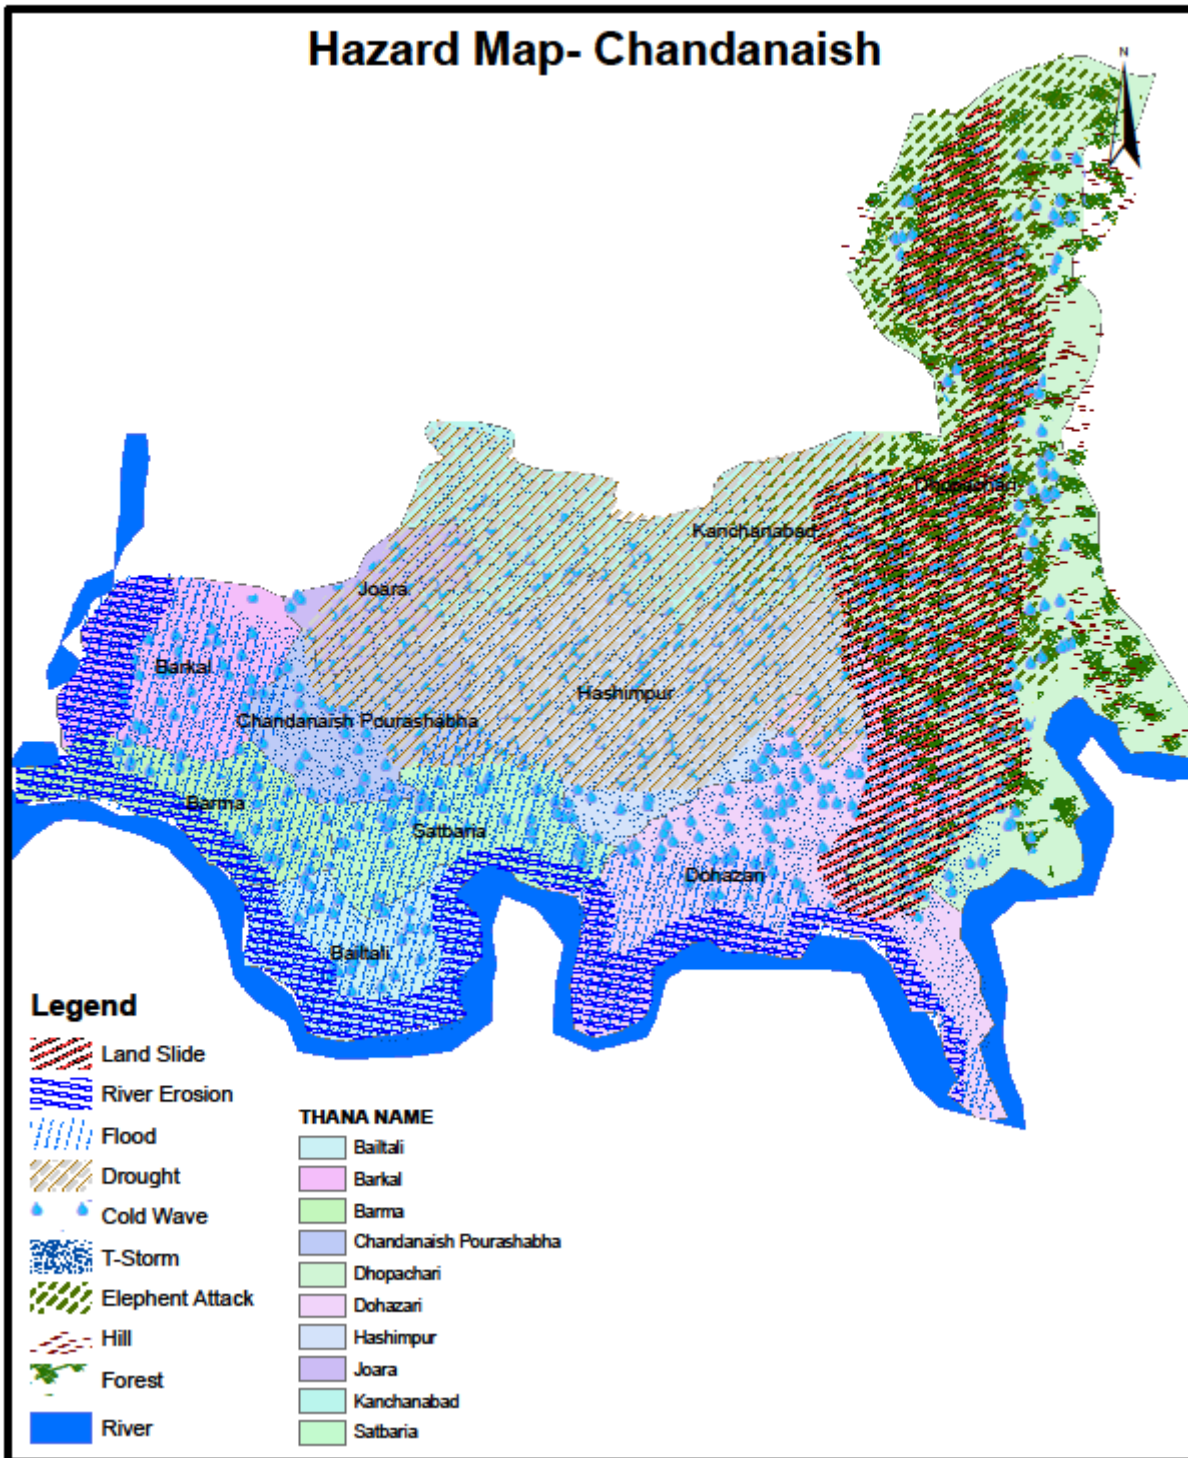 Hazard Map- Chandanaish
N
Dhopachari
Kanchanabad
Joara
Barkal
Hashimpur
Chandanaish Pourashabha
Barma
Satbaria
Dohazari
Bailtali
Legend
Land Slide
River Erosion
Flood
Drought
Cold Wave
T-Storm
Elephent Attack
Hill
Forest
River
THANA NAME
Bailtali
Barkal
Barma
Chandanaish Pourashabha
Dhopachari
Dohazari
Hashimpur
Joara
Kanchanabad
Satbaria